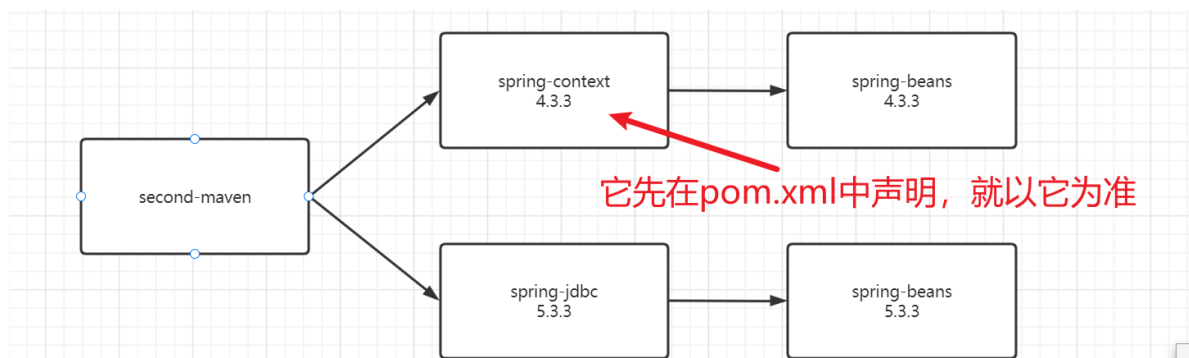 spring-context
4.3.3
spring-beans
4.3.3
second-maven
它先在pom.xml中声明，就以它为准
spring-jdbc
5.3.3
spring-beans
5.3.3